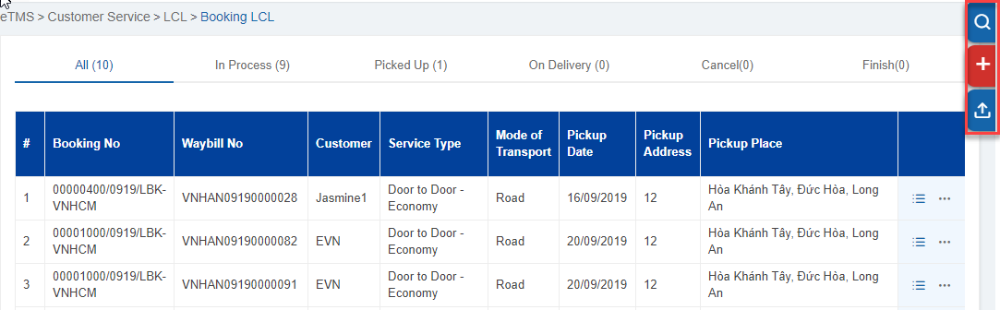 eTMS > Customer Service > LCL > Booking LCL
All (10) In Process (9) Picked Up (1) On Delivery (0) Cancel(0) Finish(0)
# Booking No Waybill No Customer Service Type Mode of Transport Pickup Date Pickup Address Pickup Place
1 00000400/0919/LBK-VNHCM VNHAN09190000028 Jasmine1 Door to Door - Economy Road 16/09/2019 12 Hòa Khánh Tây, Đức Hòa, Long An
2 00001000/0919/LBK-VNHCM VNHAN09190000082 EVN Door to Door - Economy Road 20/09/2019 12 Hòa Khánh Tây, Đức Hòa, Long An
3 00001000/0919/LBK-VNHCM VNHAN09190000091 EVN Door to Door - Economy Road 20/09/2019 12 Hòa Khánh Tây, Đức Hòa, Long An